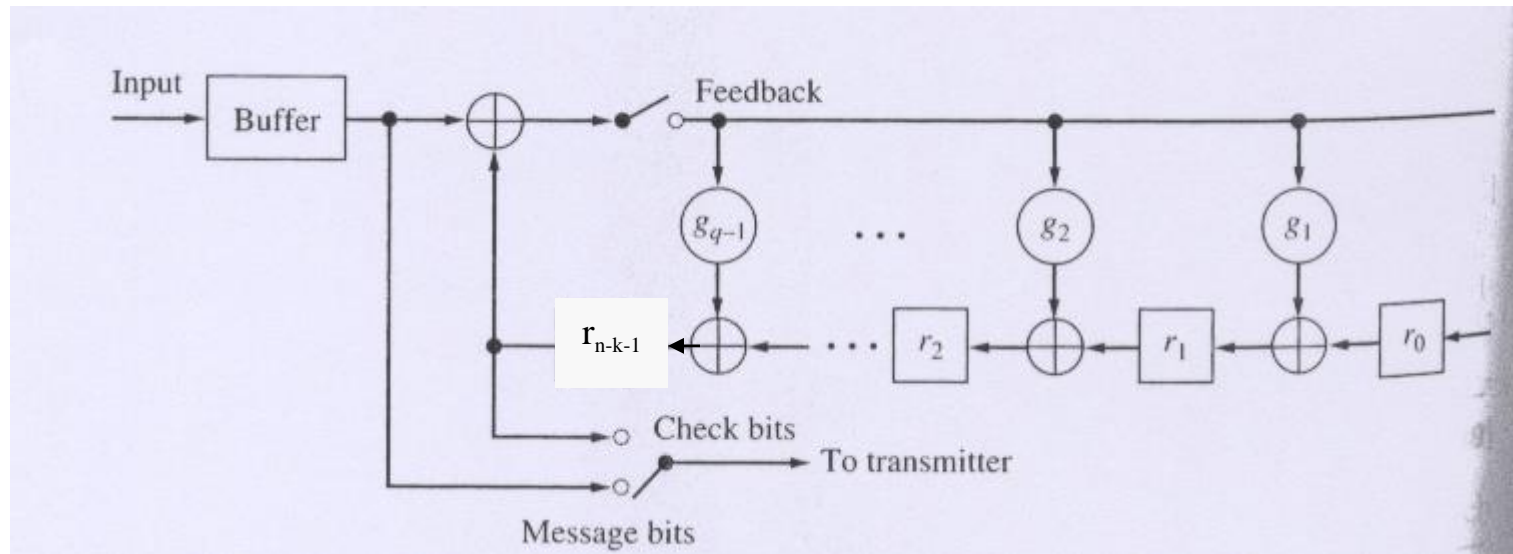 Input
Buffer
Feedback
g_{q-1}
...
g_2
g_1
r_{n-k-1}
...
r_2
r_1
r_0
Check bits
To transmitter
Message bits